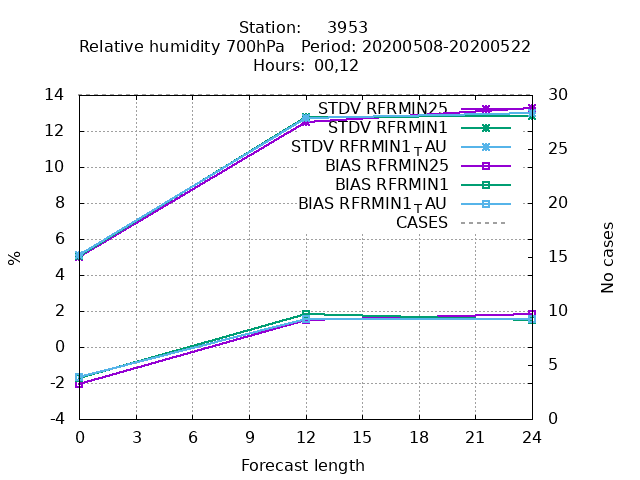 Station: 3953
Relative humidity 700hPa Period: 20200508-20200522
Hours: 00,12
14 30
STDV RFRMIN25
12 STDV RFRMIN1
25
STDV RFRMIN1_TAU
10 BIAS RFRMIN25
BIAS RFRMIN1
8 BIAS RFRMIN1_TAU 20
CASES
6
15
4
2 10
0
5
-2
-4 0
%
No cases
0 3 6 9 12 15 18 21 24
Forecast length